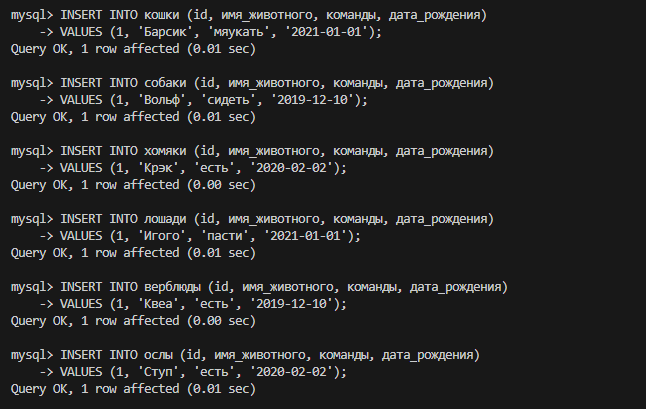 mysql> INSERT INTO кошки (id, имя_животного, команды, дата_рождения)
    -> VALUES (1, 'Барсик', 'мяукать', '2021-01-01');
Query OK, 1 row affected (0.01 sec)

mysql> INSERT INTO собаки (id, имя_животного, команды, дата_рождения)
    -> VALUES (1, 'Вольф', 'сидеть', '2019-12-10');
Query OK, 1 row affected (0.01 sec)

mysql> INSERT INTO хомяки (id, имя_животного, команды, дата_рождения)
    -> VALUES (1, 'Крэк', 'есть', '2020-02-02');
Query OK, 1 row affected (0.00 sec)

mysql> INSERT INTO лошади (id, имя_животного, команды, дата_рождения)
    -> VALUES (1, 'Игого', 'пасти', '2021-01-01');
Query OK, 1 row affected (0.01 sec)

mysql> INSERT INTO верблюды (id, имя_животного, команды, дата_рождения)
    -> VALUES (1, 'Квеа', 'есть', '2019-12-10');
Query OK, 1 row affected (0.00 sec)

mysql> INSERT INTO ослы (id, имя_животного, команды, дата_рождения)
    -> VALUES (1, 'Ступ', 'есть', '2020-02-02');
Query OK, 1 row affected (0.01 sec)